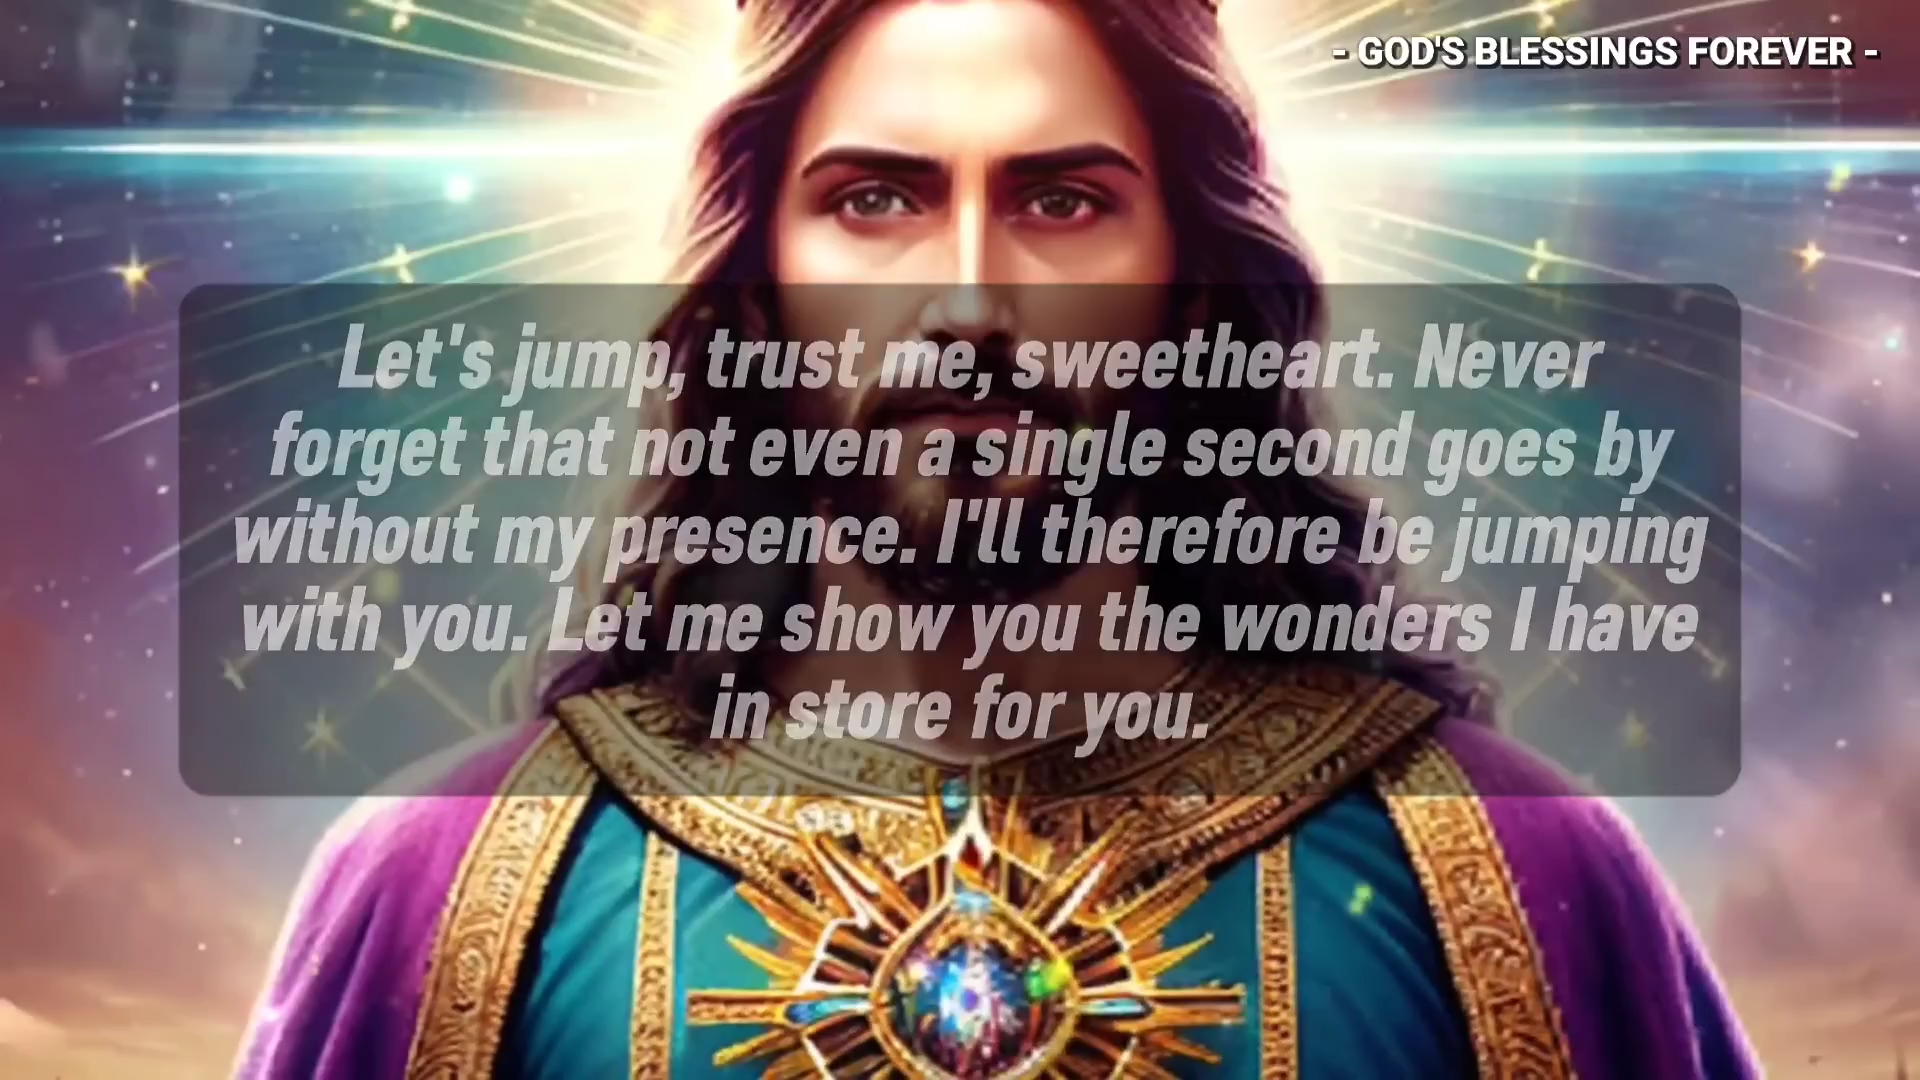 - GOD'S BLESSINGS FOREVER -
Let's jump, trust me, sweetheart. Never
forget that not even a single second goes by
without my presence. I'll therefore be jumping
with you. Let me show you the wonders I have
in store for you.